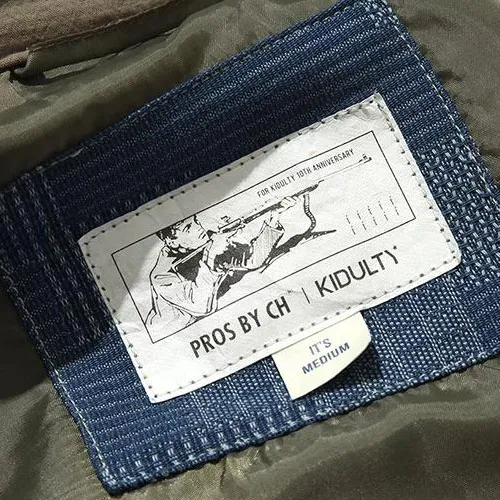 FOR KIDULTY 10TH ANNIVERSARY
PROS BY CH | KIDULTY
IT'S
MEDIUM